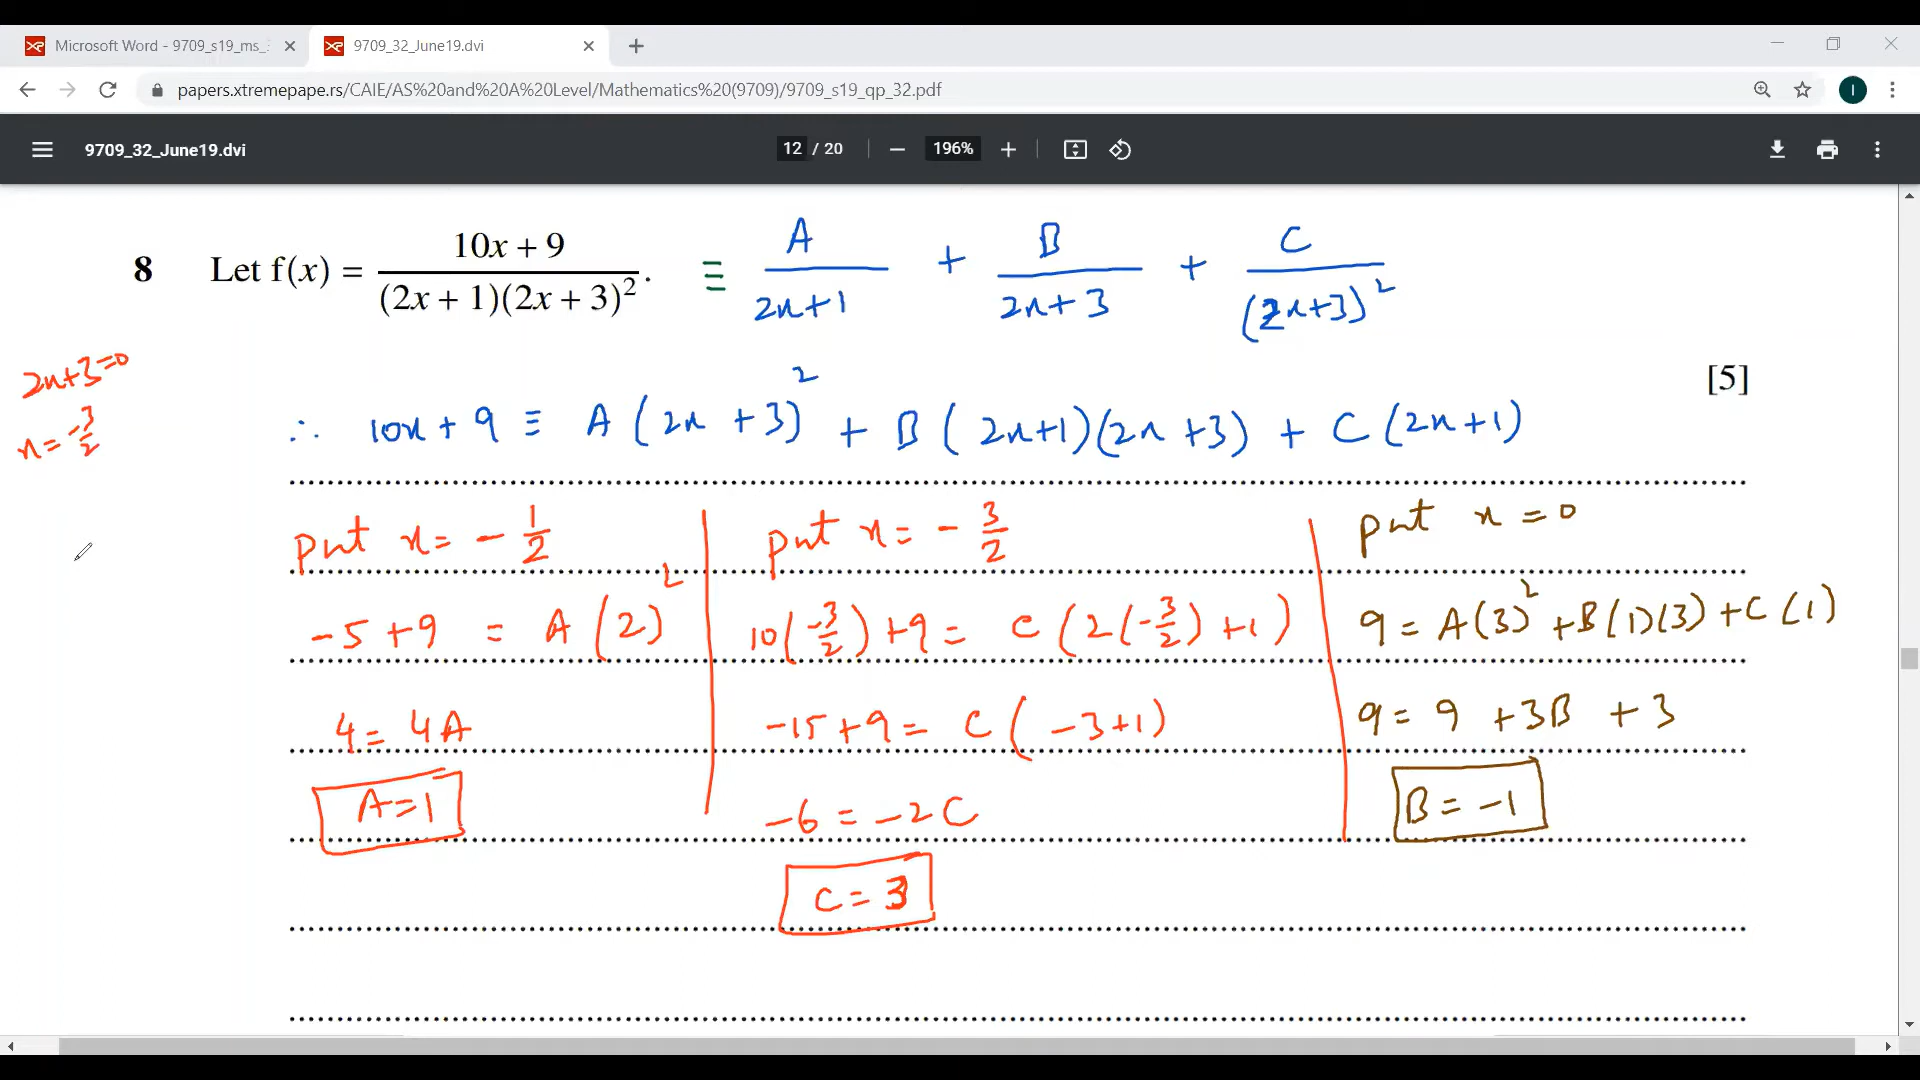 Microsoft Word - 9709_s19_ms_
9709_32_June19.dvi
papers.xtremepape.rs/CAIE/AS%20and%20A%20Level/Mathematics%20(9709)/9709_s19_qp_32.pdf
I
9709_32_June19.dvi
12 / 20
196%
8 Let f(x) = (10x + 9)/((2x + 1)(2x + 3)²). ≡ A/(2x+1) + B/(2x+3) + C/(2x+3)²
2x+3=0
x = -3/2
[5]
∴ 10x + 9 ≡ A(2x + 3)² + B(2x+1)(2x + 3) + C(2x+1)
put x = - 1/2
-5 + 9 = A(2)²
4 = 4A
A = 1
put x = - 3/2
10(-3/2) + 9 = C(2(-3/2) + 1)
-15 + 9 = C(-3+1)
-6 = -2C
C = 3
put x = 0
9 = A(3)² + B(1)(3) + C(1)
9 = 9 + 3B + 3
B = -1